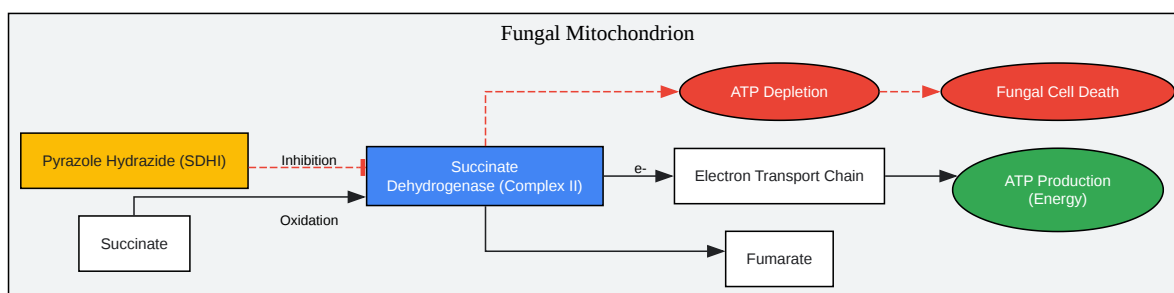 Fungal Mitochondrion
ATP Depletion
Fungal Cell Death
Pyrazole Hydrazide (SDHI)
Inhibition
Succinate
Dehydrogenase (Complex II)
e-
Electron Transport Chain
ATP Production
(Energy)
Oxidation
Succinate
Fumarate